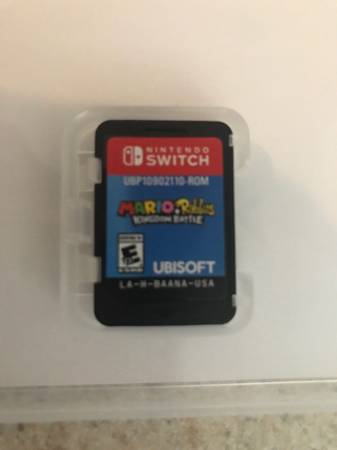 NINTENDO
SWITCH
UBP10902110-ROM
MARIO + Rabbids
KINGDOM BATTLE
E
UBISOFT
LA-H-BAANA-USA